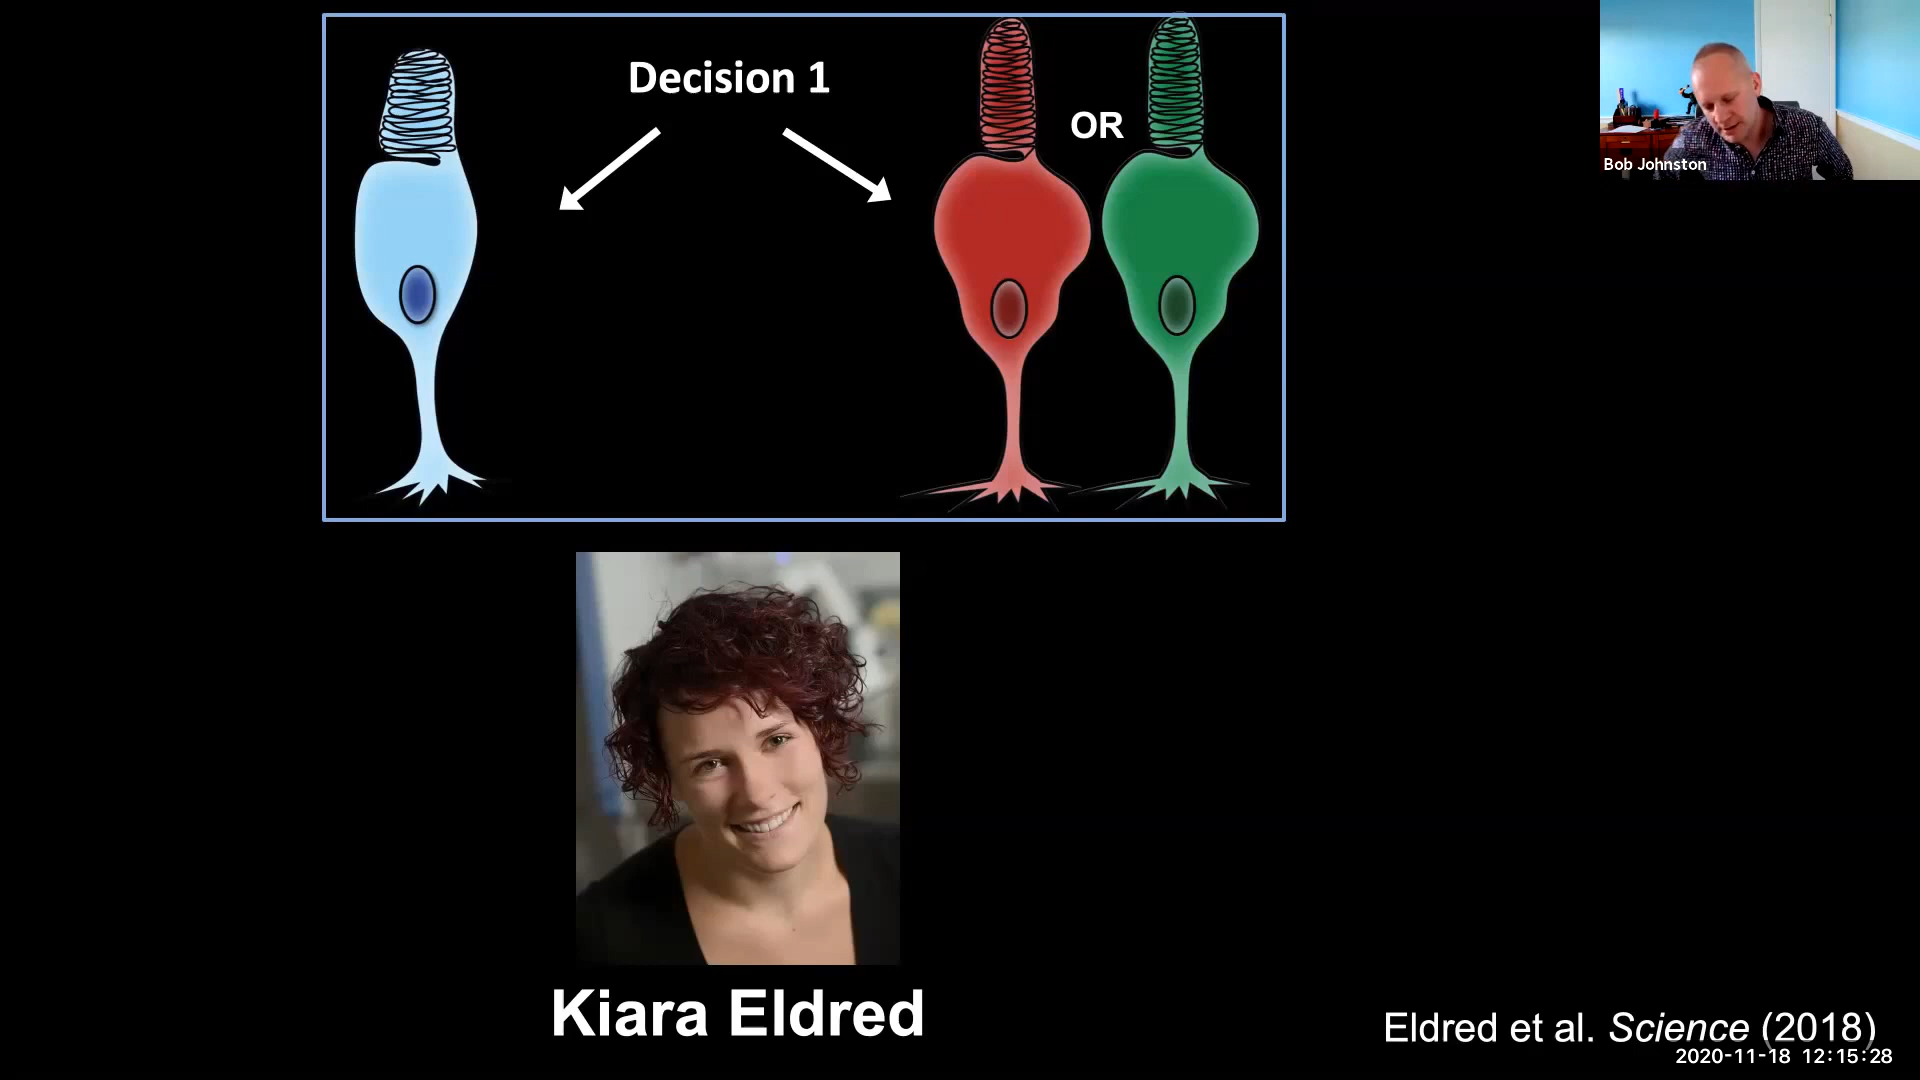 Decision 1
OR
Bob Johnston
Kiara Eldred
Eldred et al. Science (2018)
2020-11-18 12:15:28